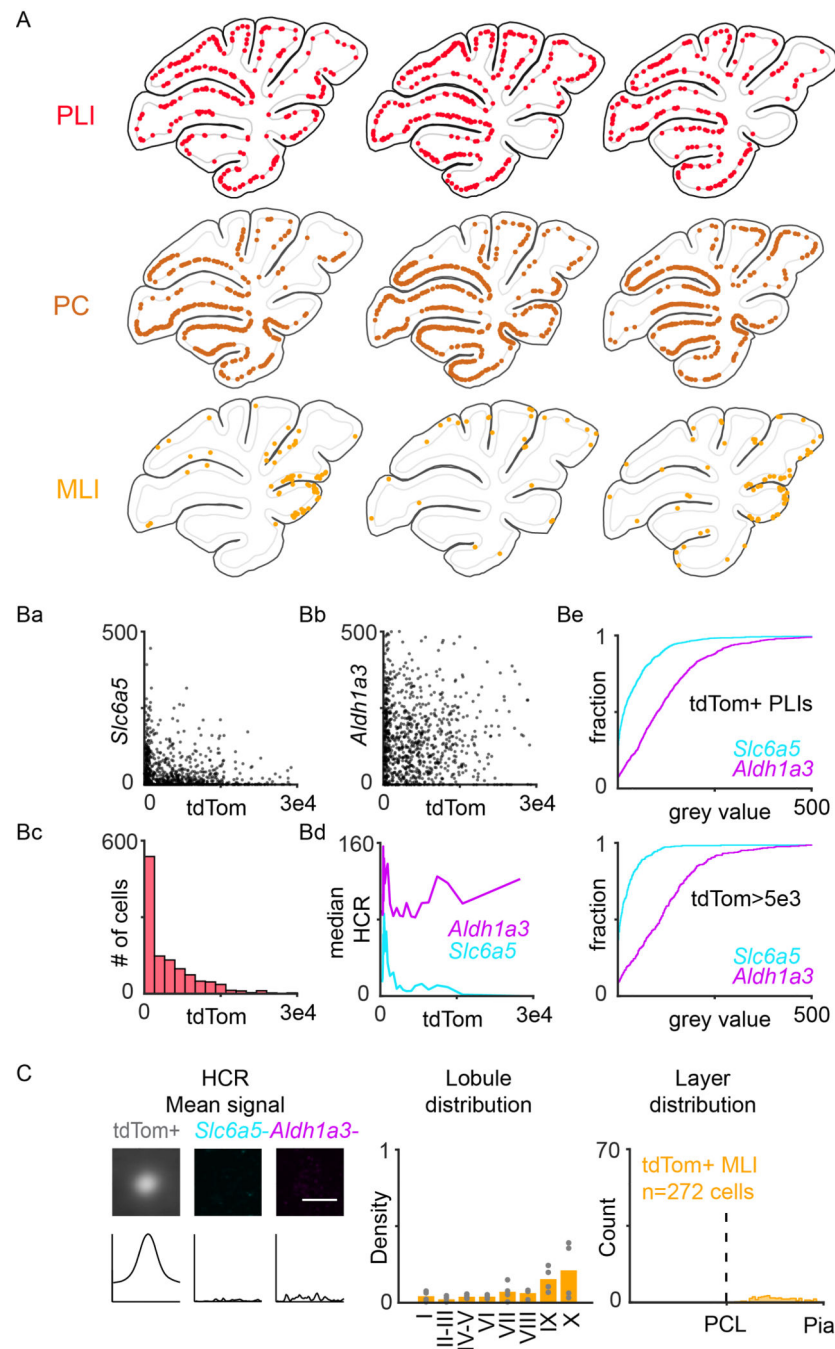 A
PLI
PC
MLI
Ba
Bb
Be
500
Slc6a5
0
0
tdTom
3e4
500
Aldh1a3
0
0
tdTom
3e4
1
fraction
tdTom+ PLIs
Slc6a5
Aldh1a3
0
0
grey value
500
Bc
Bd
600
# of cells
0
0
tdTom
3e4
160
median
HCR
Aldh1a3
Slc6a5
0
0
tdTom
3e4
1
fraction
tdTom>5e3
Slc6a5
Aldh1a3
0
0
grey value
500
C
HCR
Mean signal
tdTom+ Slc6a5- Aldh1a3-
Lobule
distribution
1
Density
0
I
II-III
IV-V
VI
VII
VIII
IX
X
Layer
distribution
70
tdTom+ MLI
n=272 cells
Count
0
PCL
Pia